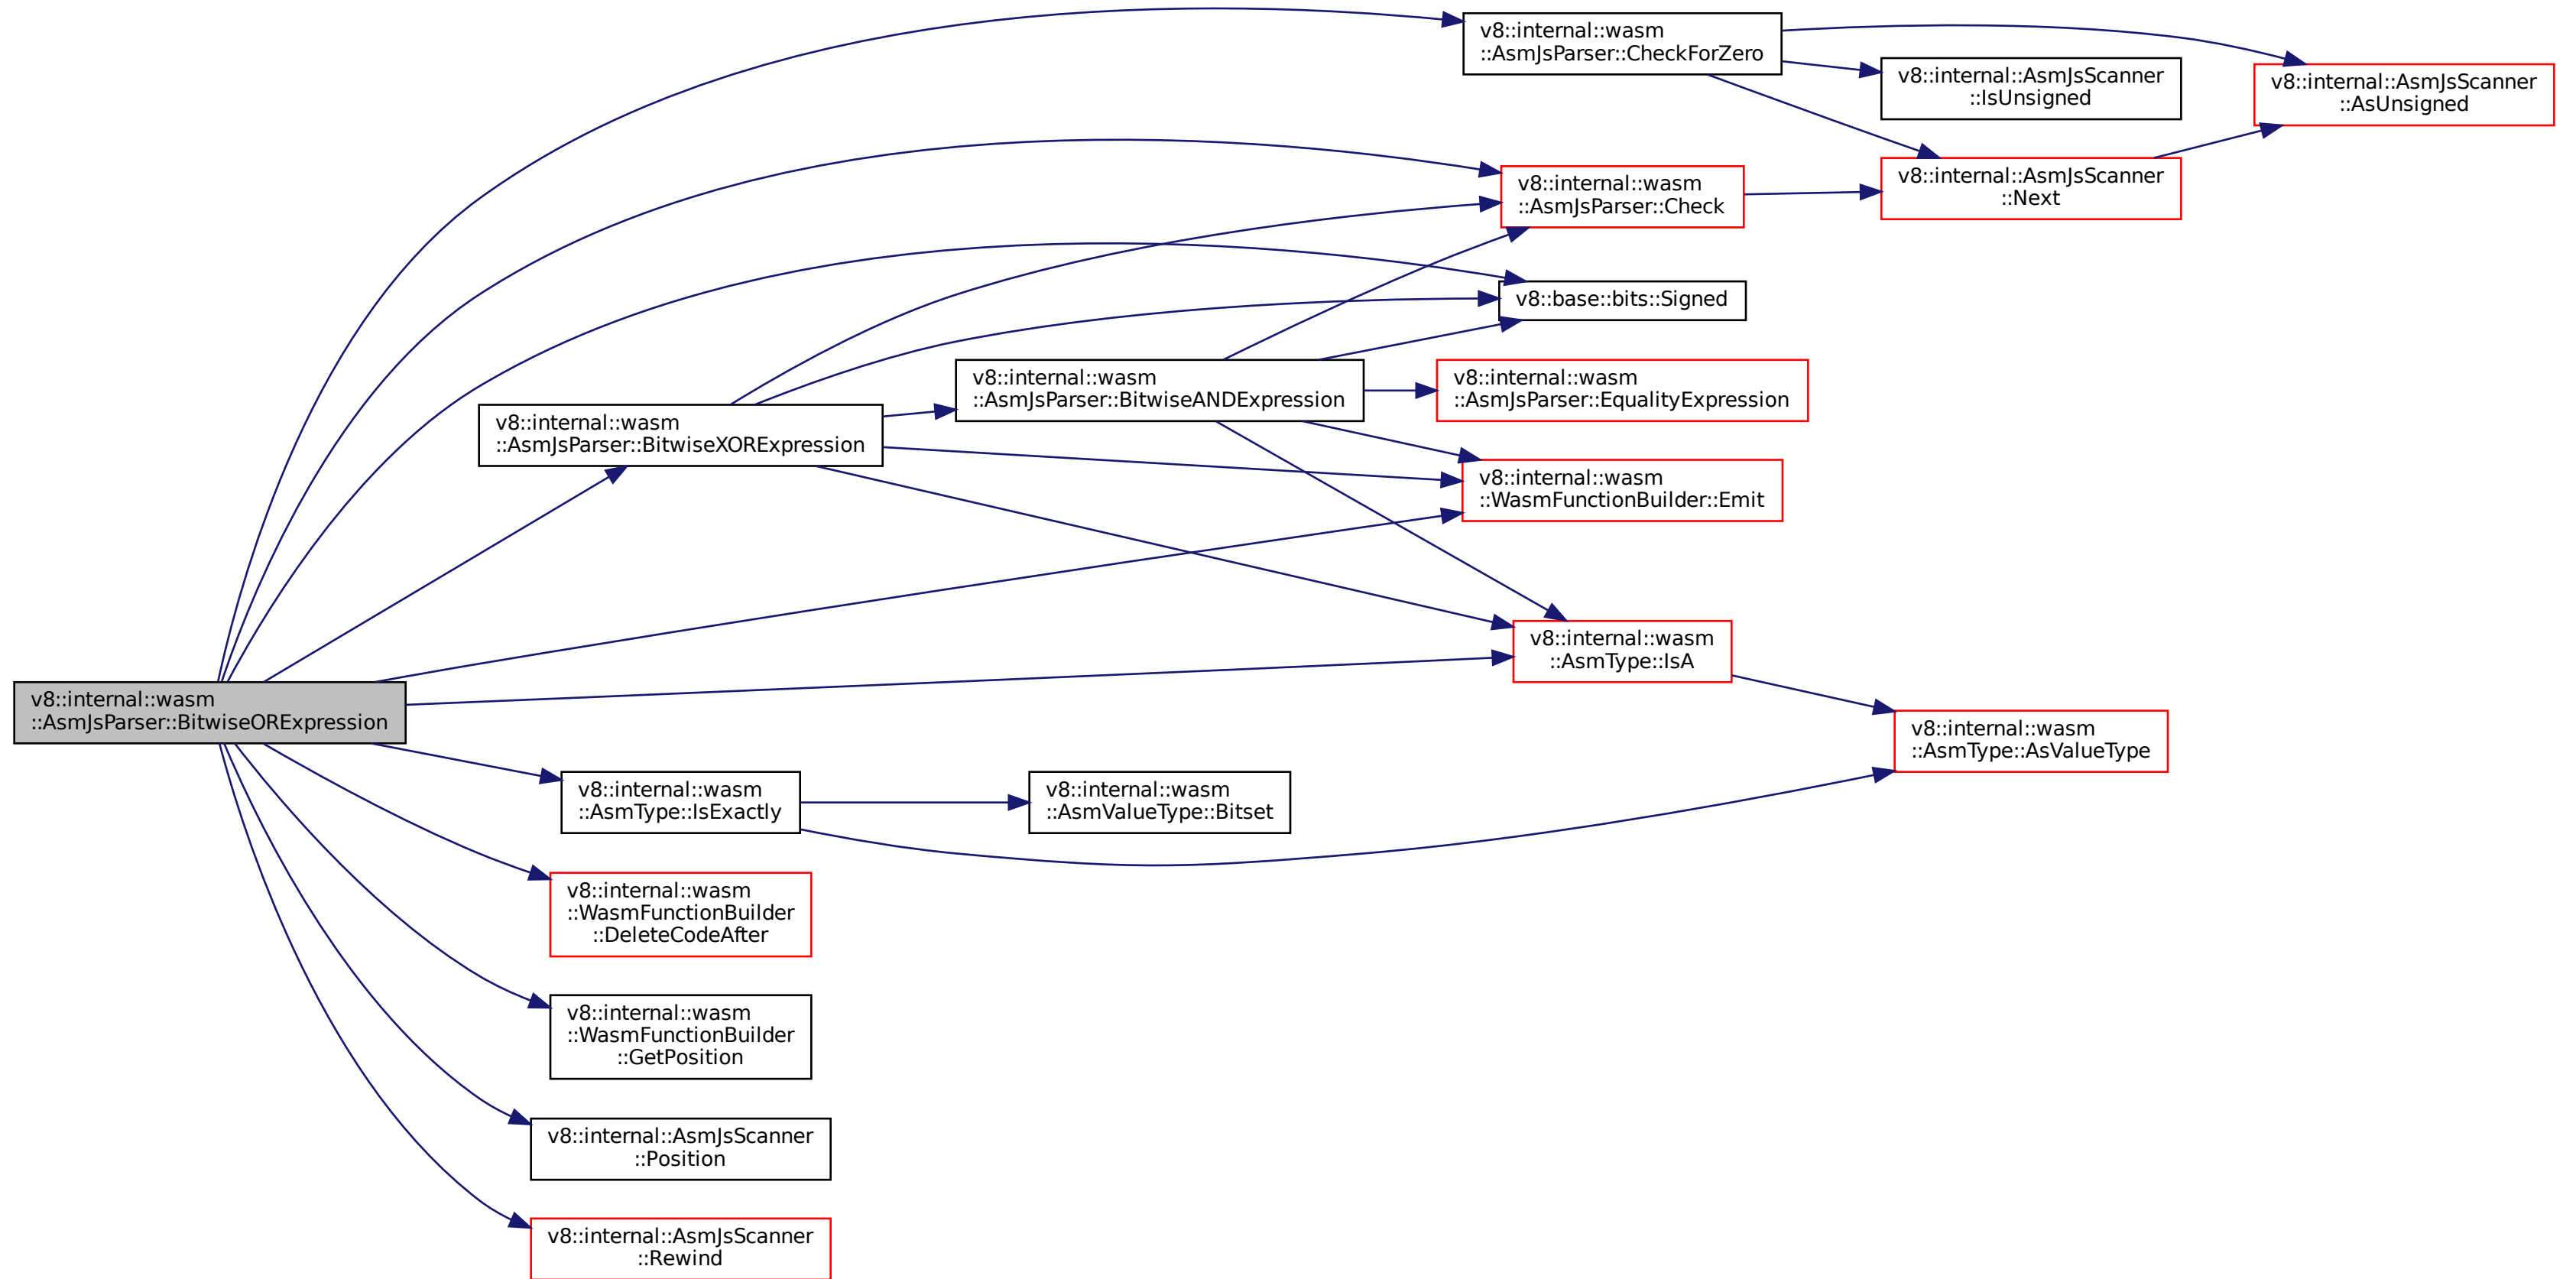 v8::internal::wasm
::AsmJsParser::CheckForZero
v8::internal::AsmJsScanner
::IsUnsigned
v8::internal::AsmJsScanner
::AsUnsigned
v8::internal::wasm
::AsmJsParser::Check
v8::internal::AsmJsScanner
::Next
v8::base::bits::Signed
v8::internal::wasm
::AsmJsParser::BitwiseANDExpression
v8::internal::wasm
::AsmJsParser::EqualityExpression
v8::internal::wasm
::AsmJsParser::BitwiseXORExpression
v8::internal::wasm
::WasmFunctionBuilder::Emit
v8::internal::wasm
::AsmType::IsA
v8::internal::wasm
::AsmJsParser::BitwiseORExpression
v8::internal::wasm
::AsmType::AsValueType
v8::internal::wasm
::AsmType::IsExactly
v8::internal::wasm
::AsmValueType::Bitset
v8::internal::wasm
::WasmFunctionBuilder
::DeleteCodeAfter
v8::internal::wasm
::WasmFunctionBuilder
::GetPosition
v8::internal::AsmJsScanner
::Position
v8::internal::AsmJsScanner
::Rewind